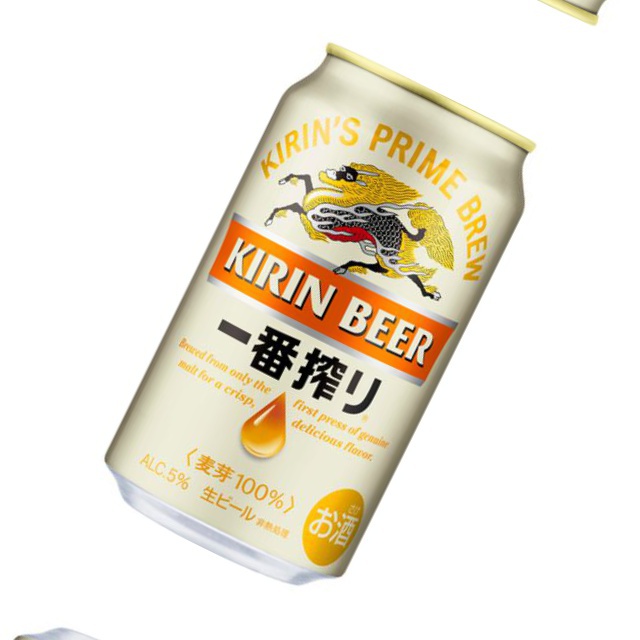 KIRIN'S PRIME BREW
KIRIN BEER
一番搾り
Brewed from only the first press of genuine
malt for a crisp, delicious flavor.
〈麦芽100%〉
ALC.5% 生ビール 非熱処理
さけ
お酒